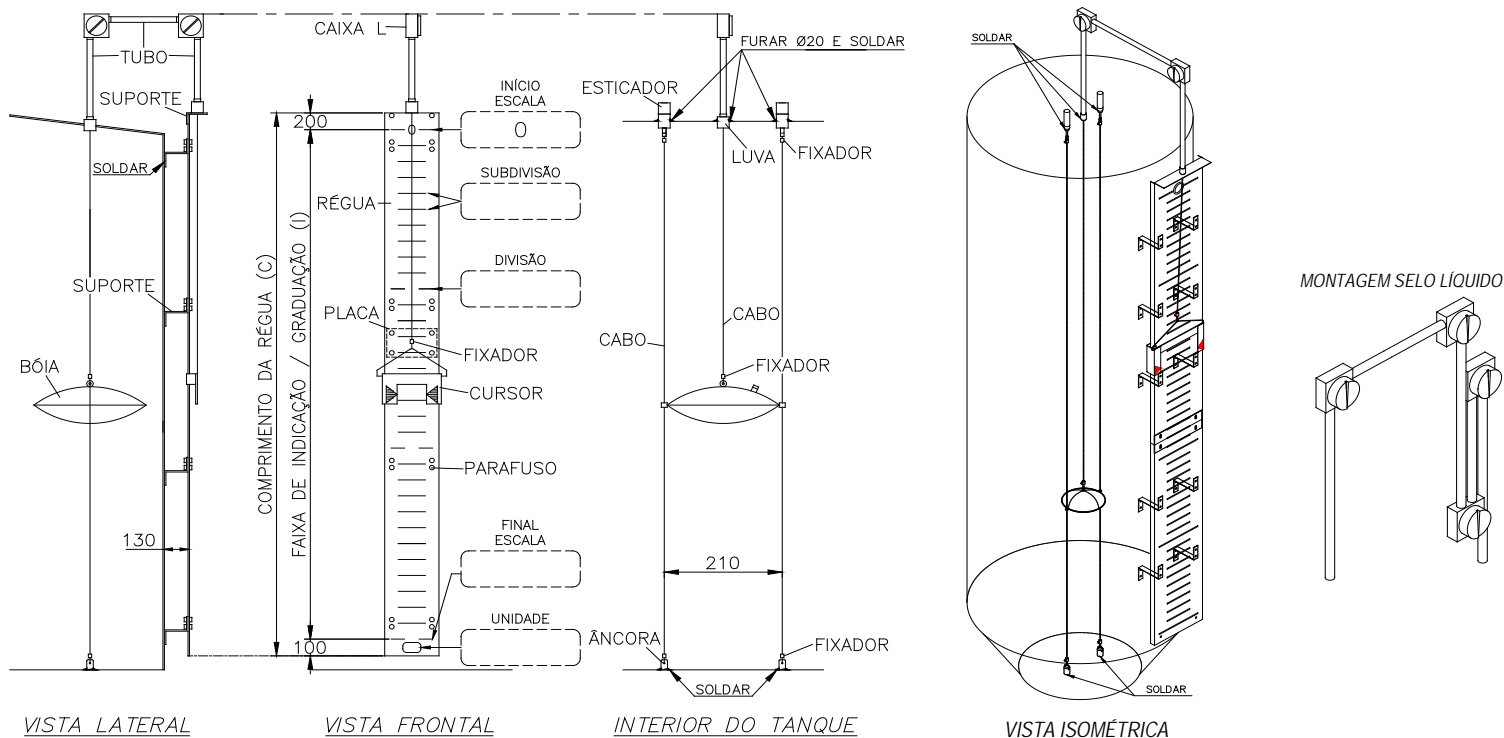 CAIXA L
TUBO
SUPORTE
SOLDAR
SUPORTE
BÓIA
130
VISTA LATERAL
200
COMPRIMENTO DA RÉGUA (C)
FAIXA DE INDICAÇÃO / GRADUAÇÃO (I)
100
RÉGUA
PLACA
0
INÍCIO
ESCALA
0
SUBDIVISÃO
DIVISÃO
FIXADOR
CURSOR
PARAFUSO
FINAL
ESCALA
UNIDADE
VISTA FRONTAL
FURAR Ø20 E SOLDAR
ESTICADOR
LUVA
FIXADOR
CABO
CABO
FIXADOR
210
ÂNCORA
FIXADOR
SOLDAR
INTERIOR DO TANQUE
SOLDAR
SOLDAR
VISTA ISOMÉTRICA
MONTAGEM SELO LÍQUIDO